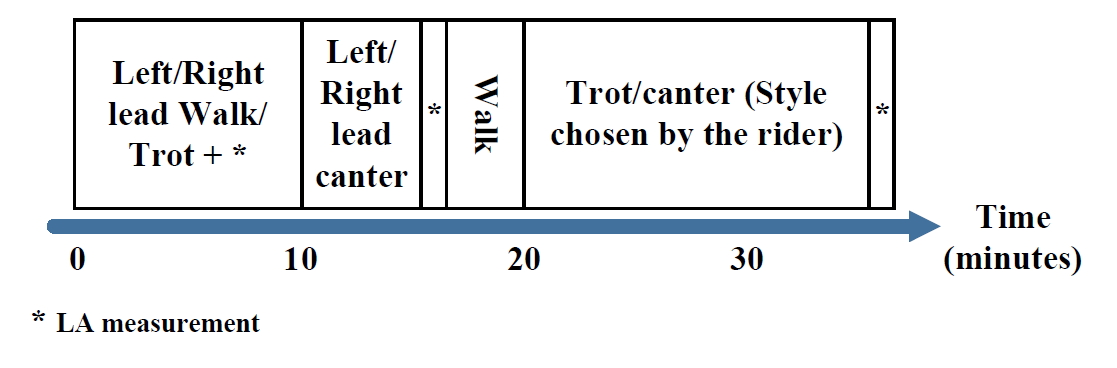 Left/Right
lead Walk/
Trot + *
Left/
Right
lead
canter
*
Walk
Trot/canter (Style
chosen by the rider)
*
Time
(minutes)
0
10
20
30
* LA measurement